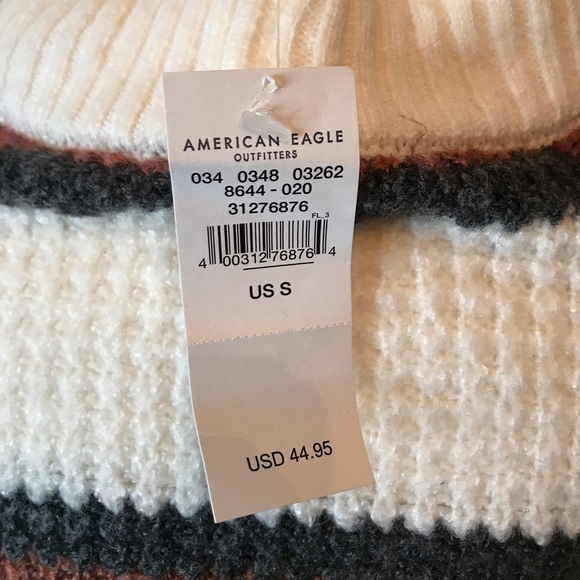 AMERICAN EAGLE
OUTFITTERS
034 0348 03262
8644-020
31276876
FL_3
4 00312 76876 4
US S
USD 44.95